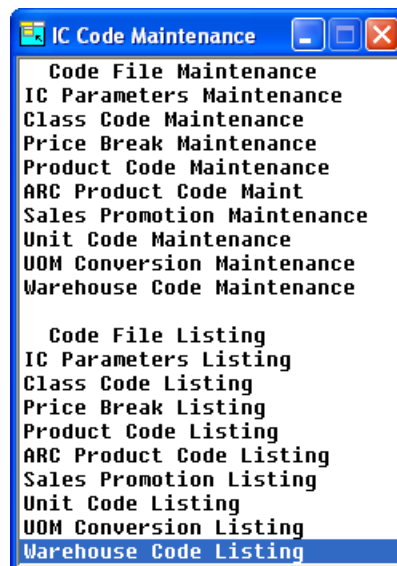 IC Code Maintenance
Code File Maintenance
IC Parameters Maintenance
Class Code Maintenance
Price Break Maintenance
Product Code Maintenance
ARC Product Code Maint
Sales Promotion Maintenance
Unit Code Maintenance
UOM Conversion Maintenance
Warehouse Code Maintenance
Code File Listing
IC Parameters Listing
Class Code Listing
Price Break Listing
Product Code Listing
ARC Product Code Listing
Sales Promotion Listing
Unit Code Listing
UOM Conversion Listing
Warehouse Code Listing